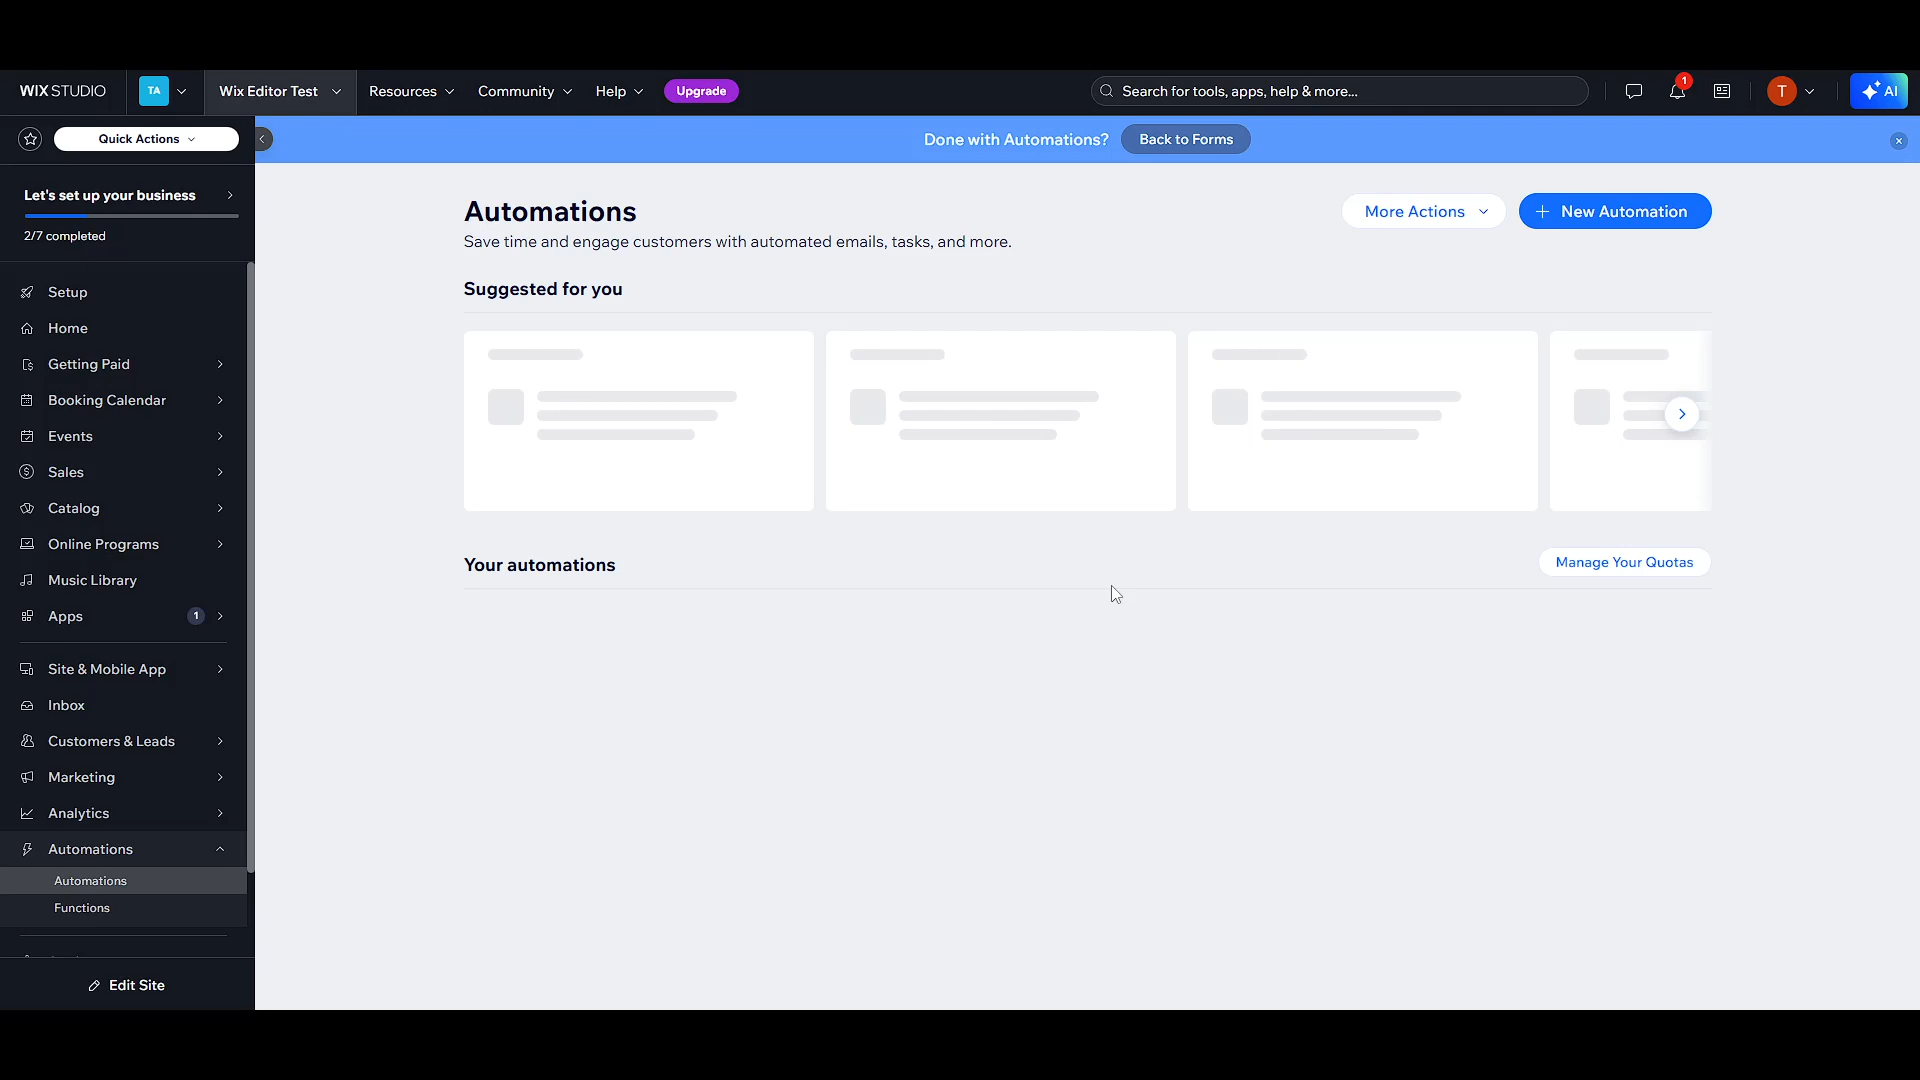 WIX STUDIO
TA
Wix Editor Test
Resources
Community
Help
Upgrade
Search for tools, apps, help & more...
1
T
AI
Quick Actions
Done with Automations?
Back to Forms
Let's set up your business
2/7 completed
Setup
Home
Getting Paid
Booking Calendar
Events
Sales
Catalog
Online Programs
Music Library
Apps
1
Site & Mobile App
Inbox
Customers & Leads
Marketing
Analytics
Automations
Automations
Functions
Edit Site
Automations
Save time and engage customers with automated emails, tasks, and more.
More Actions
New Automation
Suggested for you
Your automations
Manage Your Quotas